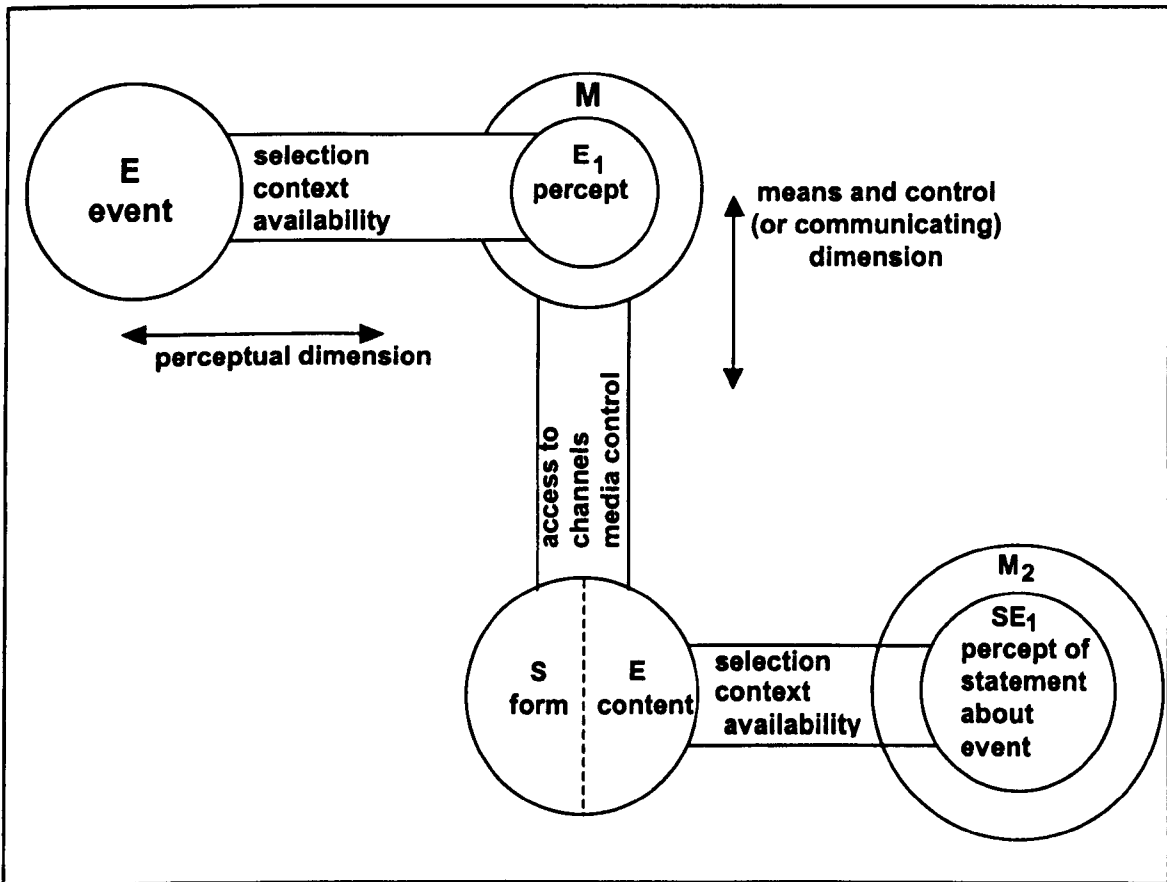 E
event
selection
context
availability
M
E₁
percept
means and control
(or communicating)
dimension
perceptual dimension
access to
channels
media control
S
form
E
content
selection
context
availability
M₂
SE₁
percept of
statement
about
event